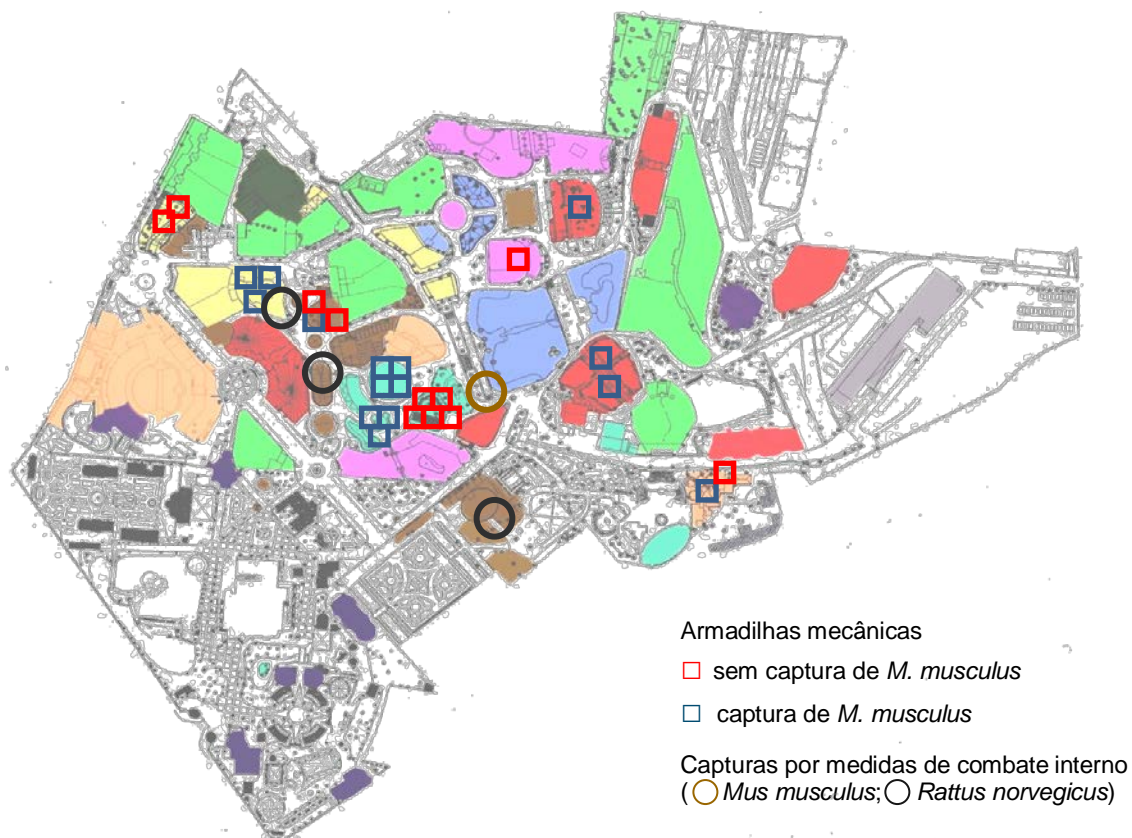 Armadilhas mecânicas
sem captura de M. musculus
captura de M. musculus
Capturas por medidas de combate interno
( Mus musculus; Rattus norvegicus)